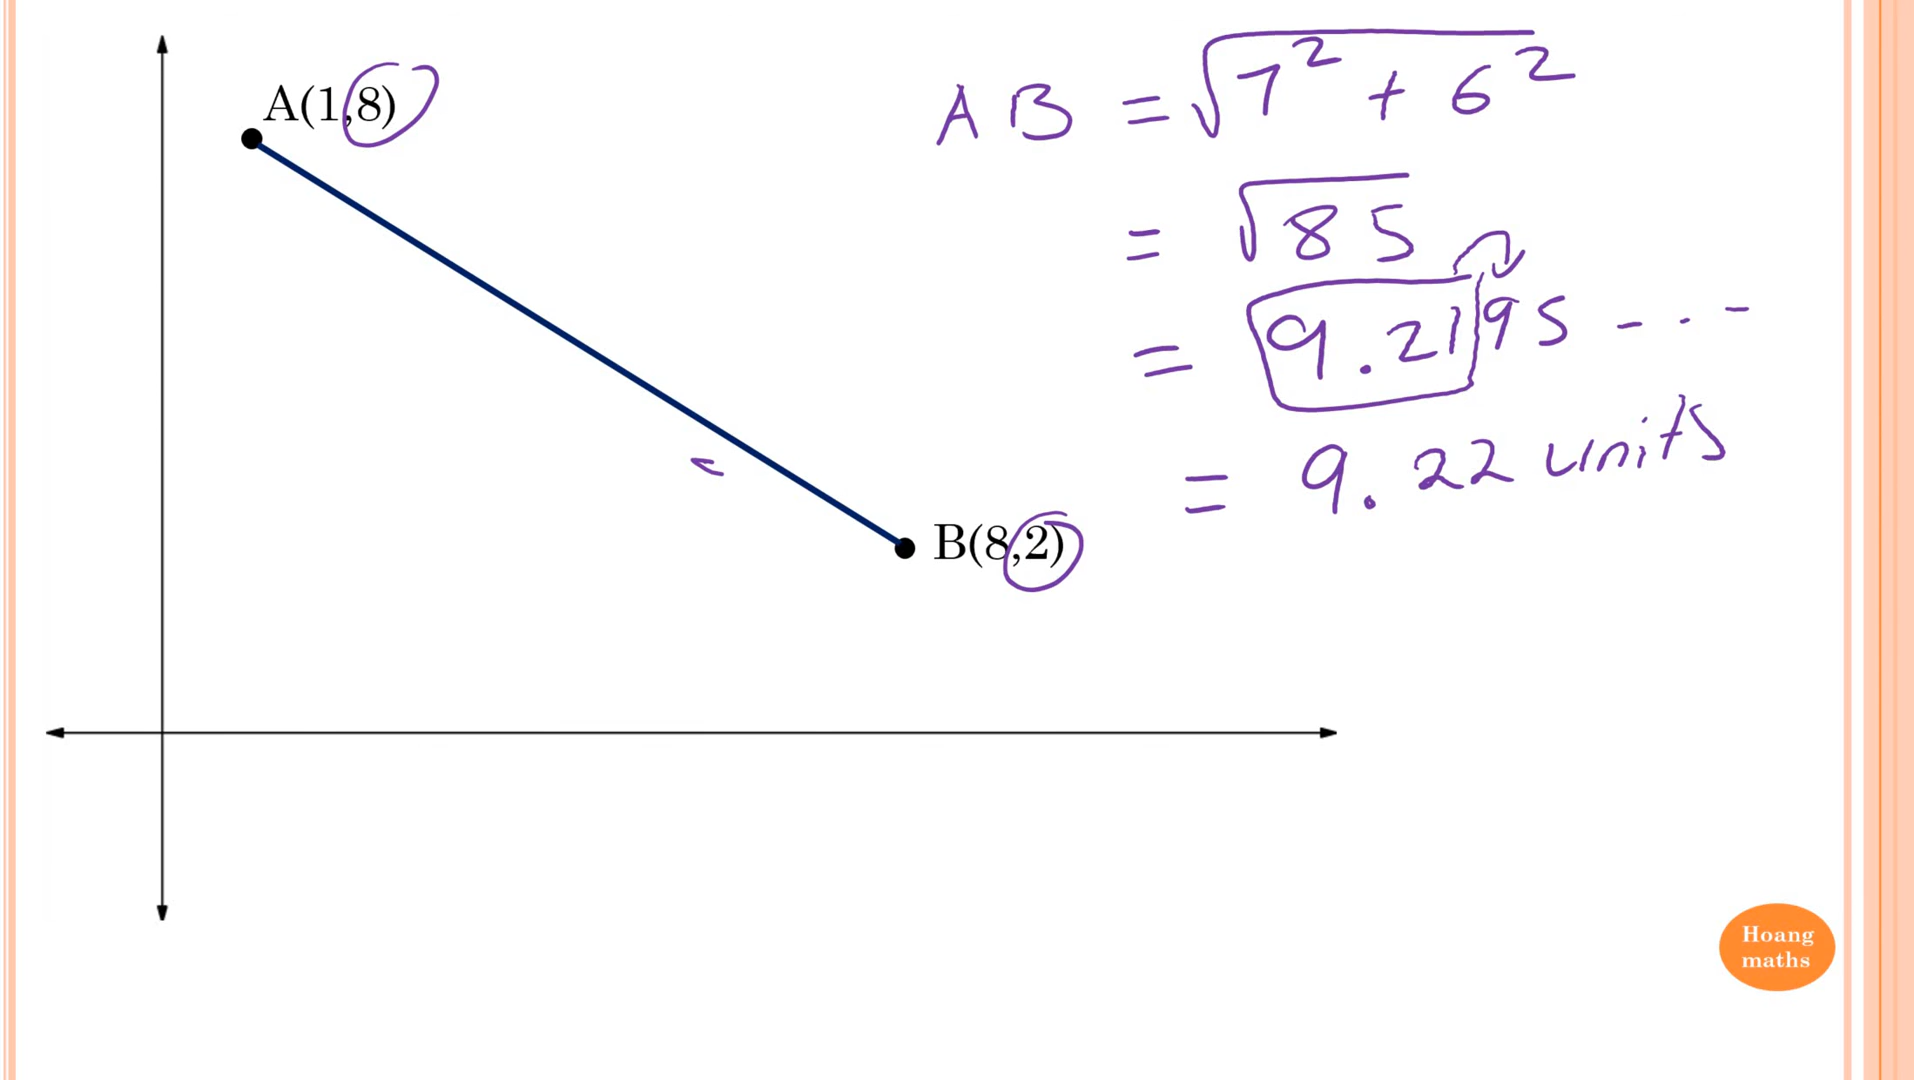 A(1,8)
AB = √7² + 6²
= √85
= 9.2195 - . . -
= 9.22 units
B(8,2)
Hoang
maths